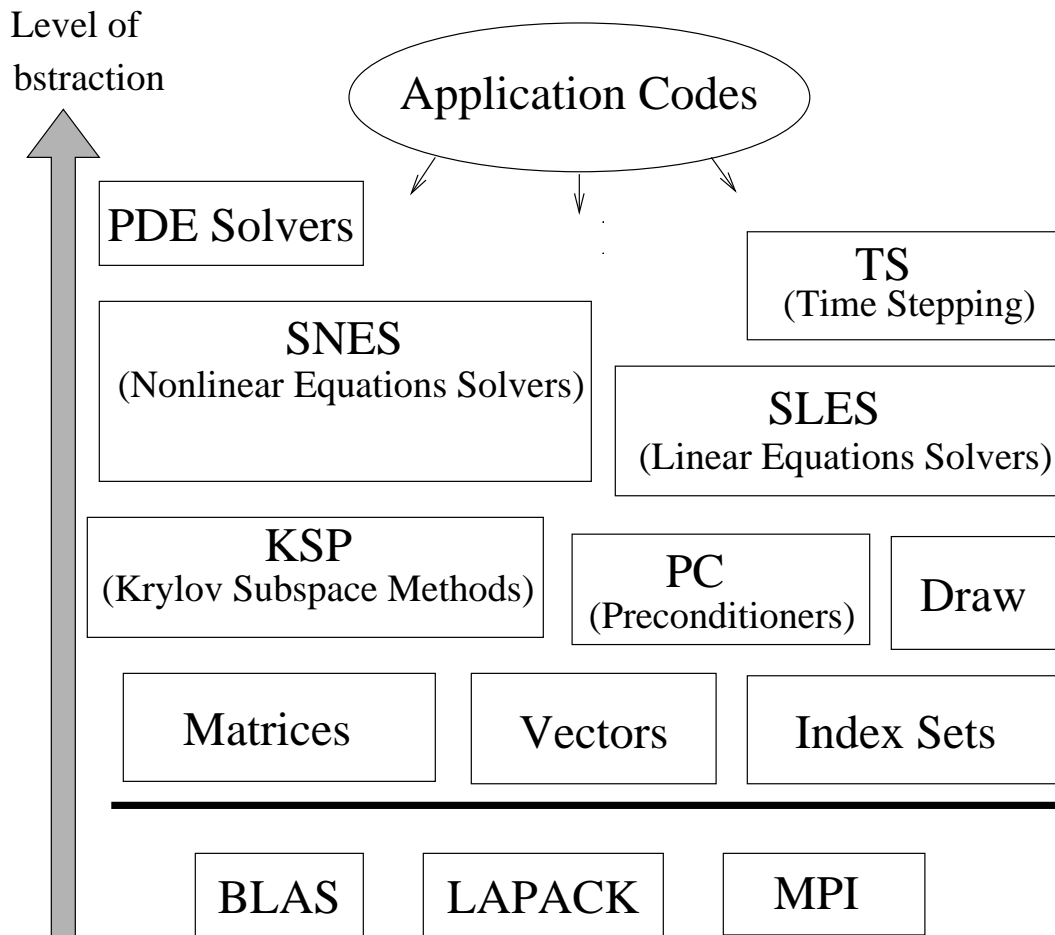 Level of
bstraction
Application Codes
PDE Solvers
TS
(Time Stepping)
SNES
(Nonlinear Equations Solvers)
SLES
(Linear Equations Solvers)
KSP
(Krylov Subspace Methods)
PC
(Preconditioners)
Draw
Matrices
Vectors
Index Sets
BLAS
LAPACK
MPI